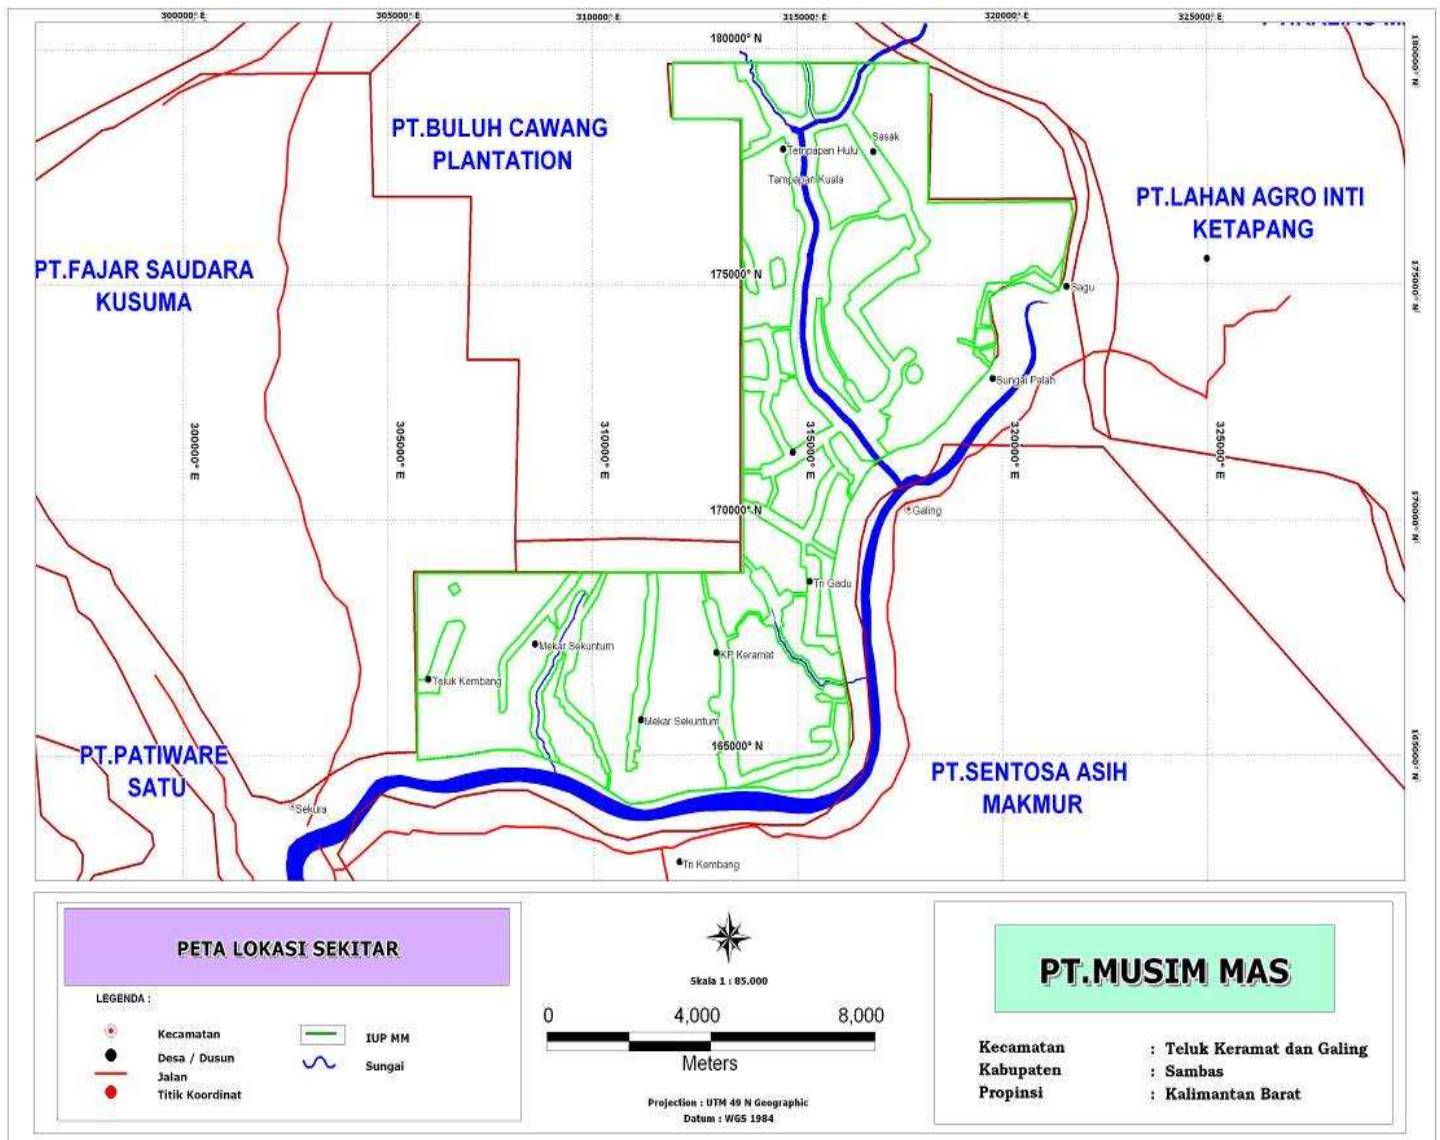 300000° E
305000° E
310000° E
315000° E
320000° E
325000° E
180000° N
180000° N
PT.BULUH CAWANG
PLANTATION
Sasak
Tempapan Hulu
Tampapan Kuala
PT.LAHAN AGRO INTI
KETAPANG
PT.FAJAR SAUDARA
KUSUMA
175000° N
175000° N
Sagu
Sungai Palah
300000° E
305000° E
310000° E
315000° E
320000° E
325000° E
170000° N
170000° N
Galing
Tri Gadu
Mekar Sekuntum
KP. Keramat
Teluk Kembang
Mekar Sekuntum
165000° N
165000° N
PT.PATIWARE
SATU
PT.SENTOSA ASIH
MAKMUR
Sekura
Tri Kembang
PETA LOKASI SEKITAR
LEGENDA :
Kecamatan
Desa / Dusun
Jalan
Titik Koordinat
IUP MM
Sungai
Skala 1 : 85.000
0 4,000 8,000
Meters
Projection : UTM 49 N Geographic
Datum : WGS 1984
PT.MUSIM MAS
Kecamatan : Teluk Keramat dan Galing
Kabupaten : Sambas
Propinsi : Kalimantan Barat